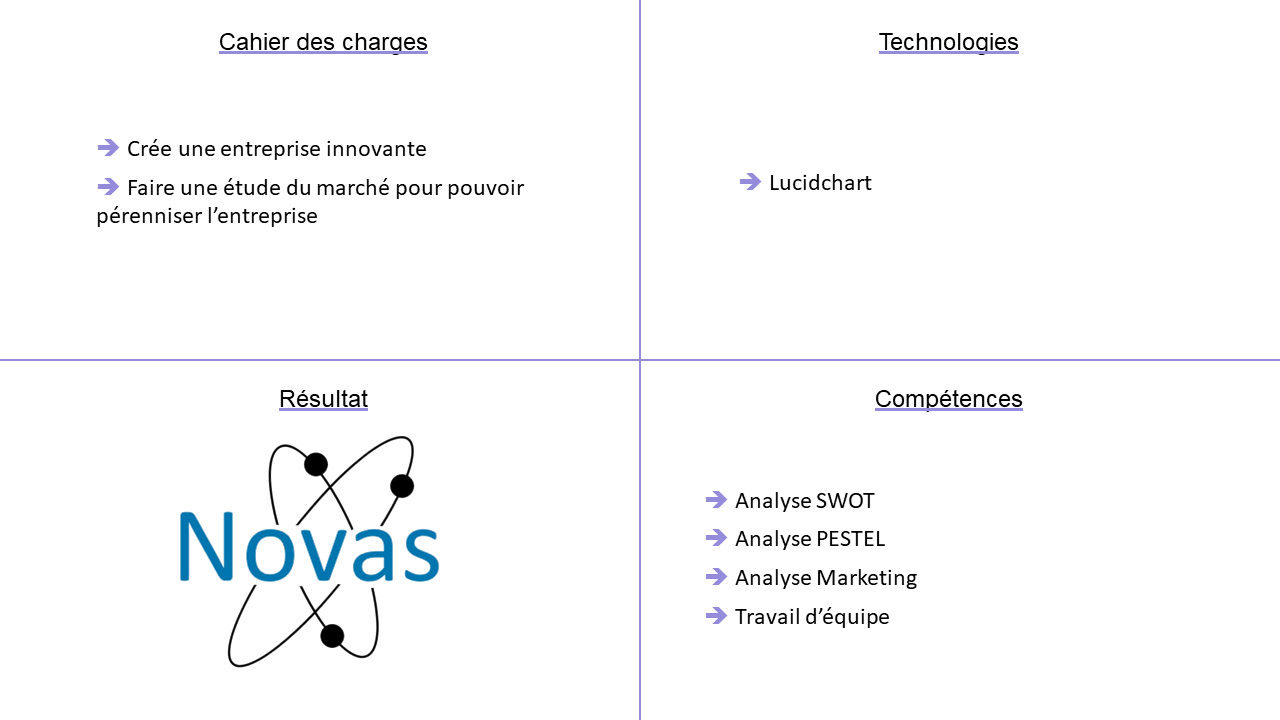 Cahier des charges
➔ Crée une entreprise innovante
➔ Faire une étude du marché pour pouvoir
pérenniser l’entreprise
Technologies
➔ Lucidchart
Résultat
Novas
Compétences
➔ Analyse SWOT
➔ Analyse PESTEL
➔ Analyse Marketing
➔ Travail d’équipe